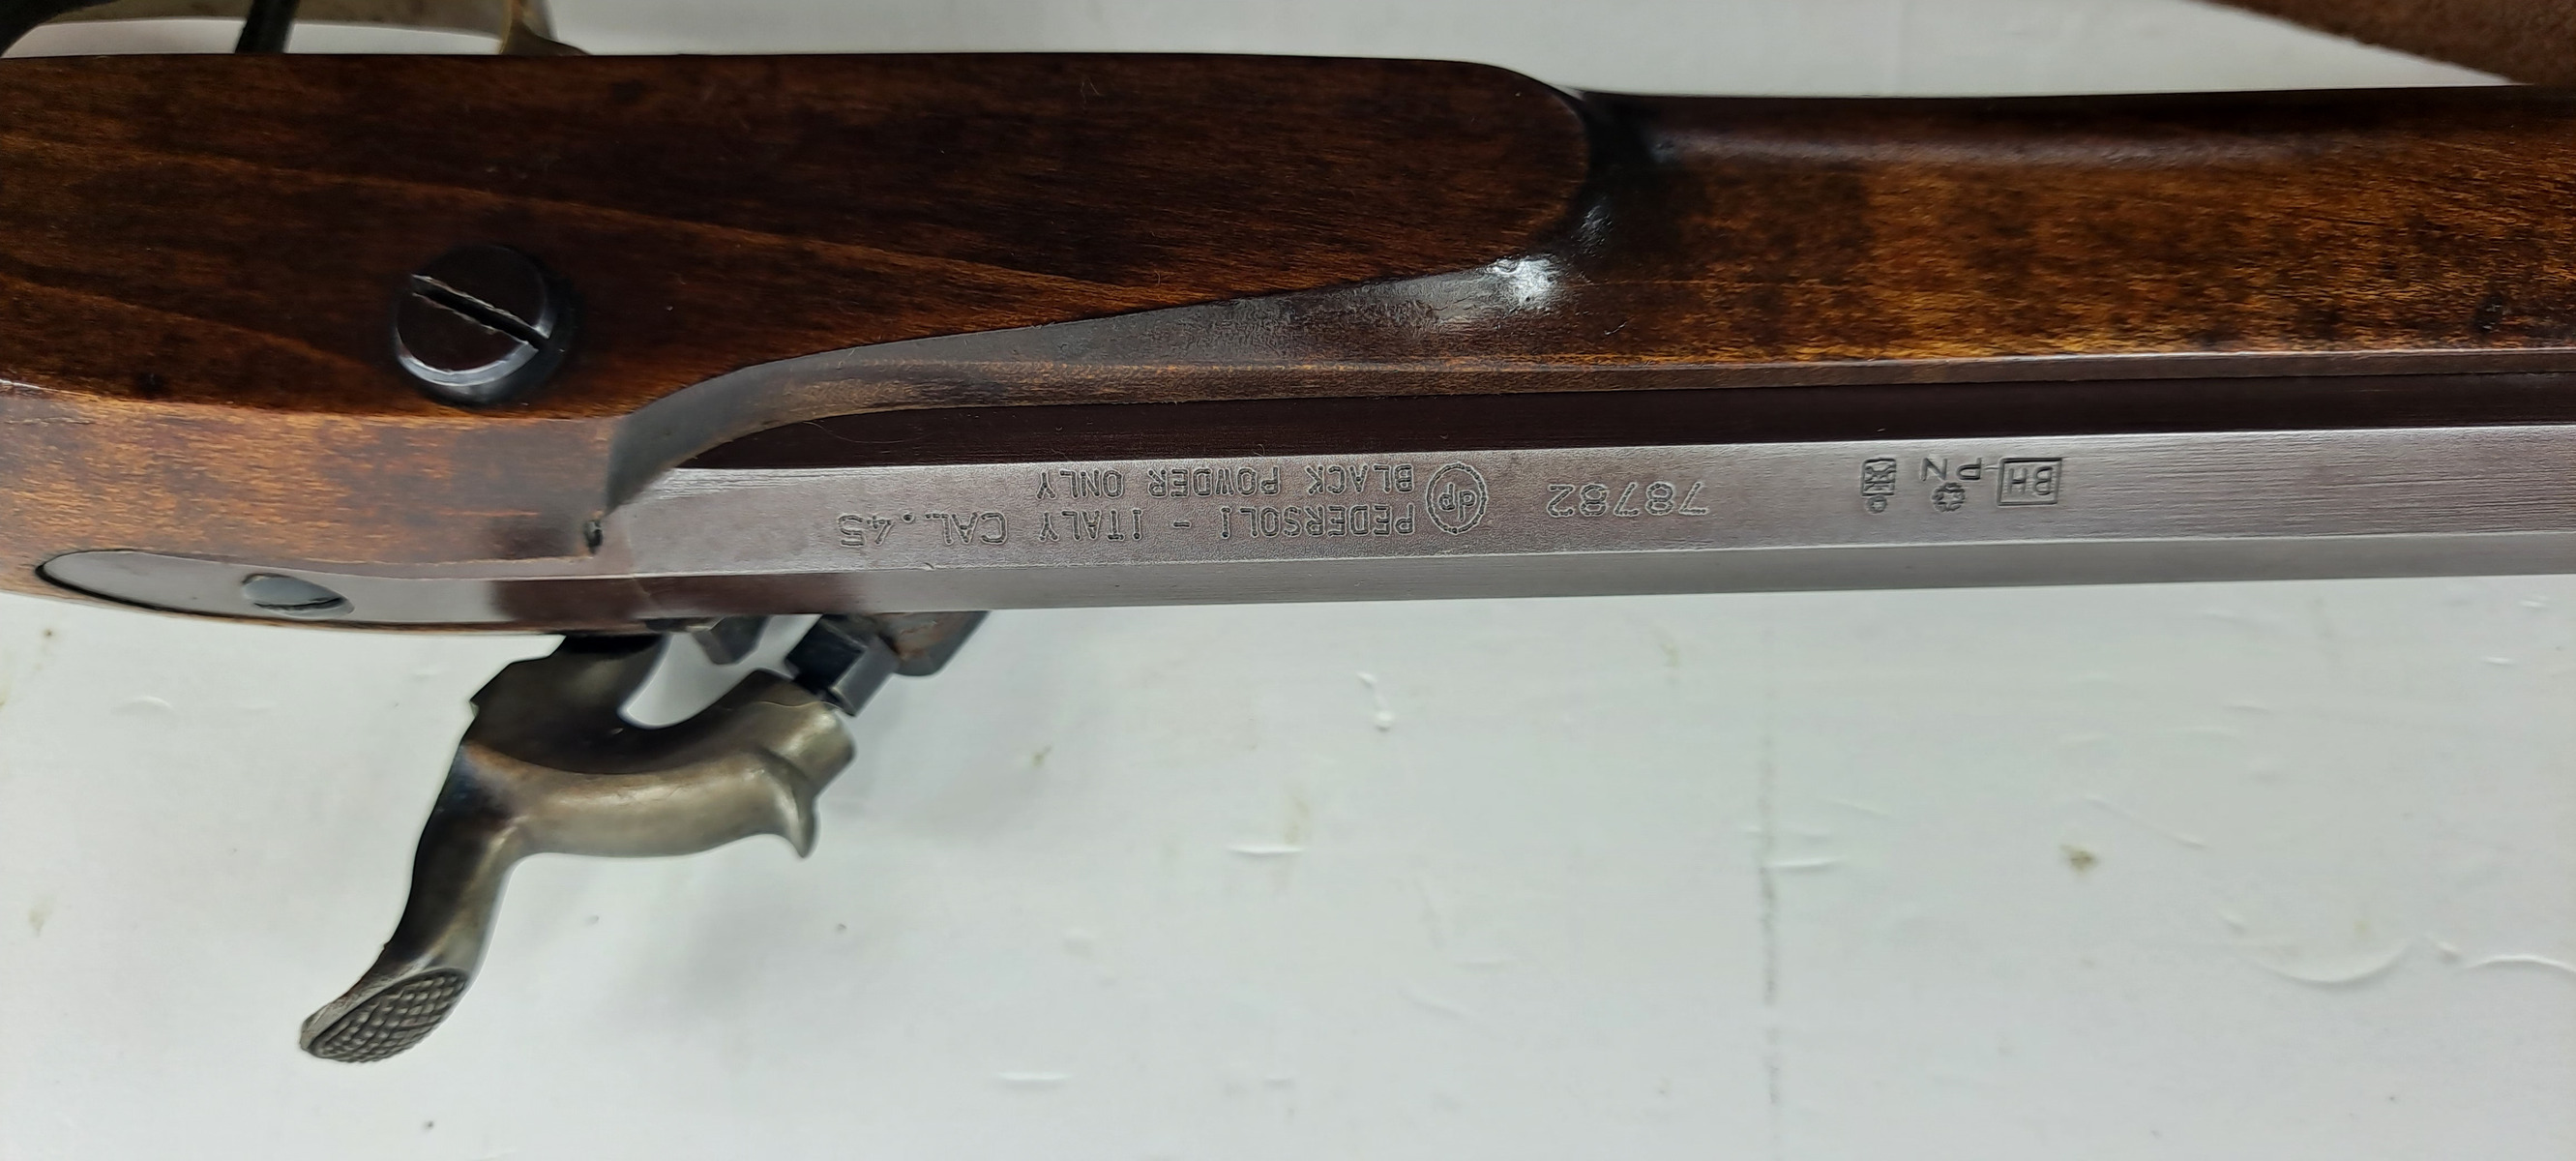 PEDERSOLI - ITALY CAL. 45
BLACK POWDER ONLY
dp
78782
PN
BH